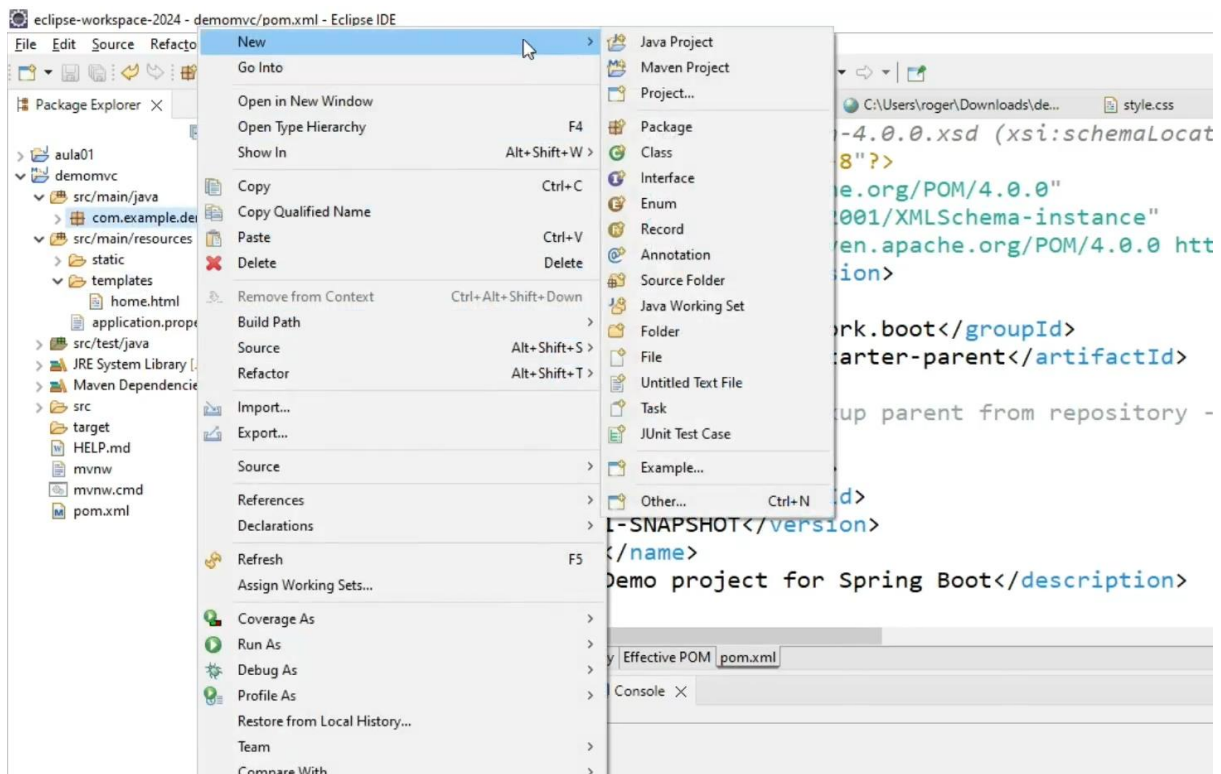 eclipse-workspace-2024 - demomvc/pom.xml - Eclipse IDE
File Edit Source Refacto
Package Explorer
aula01
demomvc
src/main/java
com.example.de
src/main/resources
static
templates
home.html
application.prope
src/test/java
JRE System Library [
Maven Dependencie
src
target
HELP.md
mvnw
mvnw.cmd
pom.xml
New
Go Into
Open in New Window
Open Type Hierarchy F4
Show In Alt+Shift+W >
Copy Ctrl+C
Copy Qualified Name
Paste Ctrl+V
Delete Delete
Remove from Context Ctrl+Alt+Shift+Down
Build Path
Source Alt+Shift+S >
Refactor Alt+Shift+T >
Import...
Export...
Source
References
Declarations
Refresh F5
Assign Working Sets...
Coverage As
Run As
Debug As
Profile As
Restore from Local History...
Team
Compare With
Java Project
Maven Project
Project...
Package
Class
Interface
Enum
Record
Annotation
Source Folder
Java Working Set
Folder
File
Untitled Text File
Task
JUnit Test Case
Example...
Other... Ctrl+N
C:\Users\roger\Downloads\de... style.css
-4.0.0.xsd (xsi:schemaLocat
8"?>
he.org/POM/4.0.0"
2001/XMLSchema-instance"
ven.apache.org/POM/4.0.0 htt
sion>
ork.boot</groupId>
tarter-parent</artifactId>
kup parent from repository -
d>
1-SNAPSHOT</version>
</name>
Demo project for Spring Boot</description>
y Effective POM pom.xml
Console